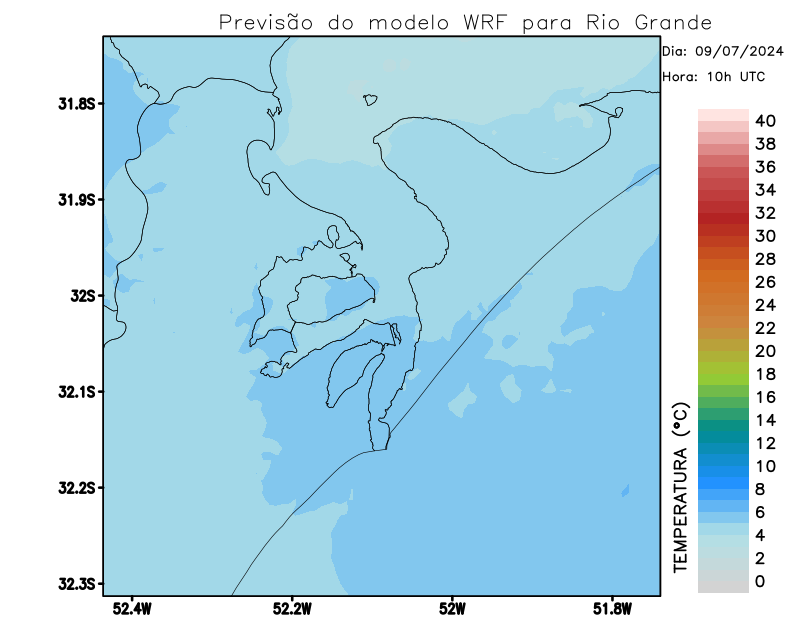 Previsão do modelo WRF para Rio Grande
Dia: 09/07/2024
Hora: 10h UTC
31.8S
31.9S
32S
32.1S
32.2S
32.3S
52.4W
52.2W
52W
51.8W
TEMPERATURA (°C)
40
38
36
34
32
30
28
26
24
22
20
18
16
14
12
10
8
6
4
2
0